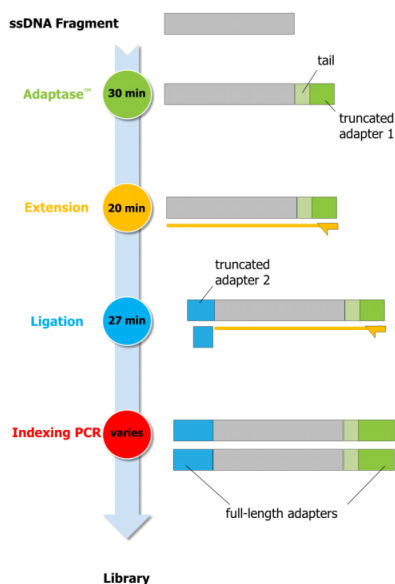 ssDNA Fragment
Adaptase™
30 min
tail
truncated
adapter 1
Extension
20 min
truncated
adapter 2
Ligation
27 min
Indexing PCR
varies
full-length adapters
Library